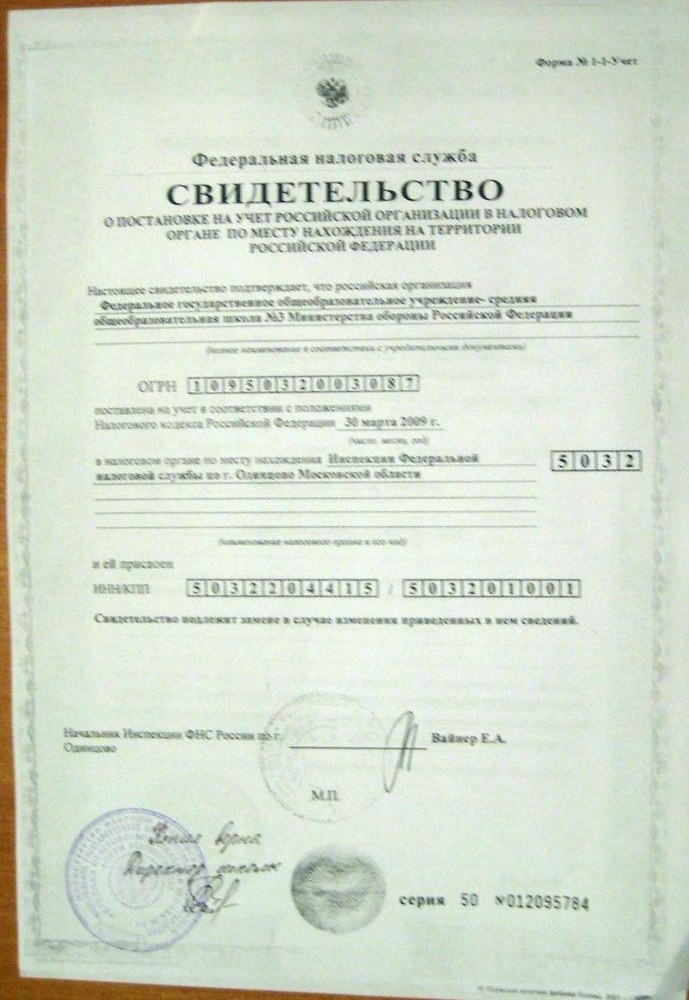 Форма № 1-1-Учет
Федеральная налоговая служба
СВИДЕТЕЛЬСТВО
О ПОСТАНОВКЕ НА УЧЕТ РОССИЙСКОЙ ОРГАНИЗАЦИИ В НАЛОГОВОМ
ОРГАНЕ ПО МЕСТУ НАХОЖДЕНИЯ НА ТЕРРИТОРИИ
РОССИЙСКОЙ ФЕДЕРАЦИИ
Настоящее свидетельство подтверждает, что российская организация
Федеральное государственное общеобразовательное учреждение- средняя
общеобразовательная школа №3 Министерства обороны Российской Федерации
(полное наименование в соответствии с учредительными документами)
ОГРН 1095032003087
поставлена на учет в соответствии с положениями
Налогового кодекса Российской Федерации 30 марта 2009 г.
(число, месяц, год)
в налоговом органе по месту нахождения Инспекции Федеральной
налоговой службы по г. Одинцово Московской области
5032
(наименование налогового органа и его код)
и ей присвоен
ИНН/КПП 5032204415 / 503201001
Свидетельство подлежит замене в случае изменения приведенных в нем сведений.
Начальник Инспекции ФНС России по г.
Одинцово
Вайнер Е.А.
М.П.
Копия верна
Директор школы
серия 50 №012095784